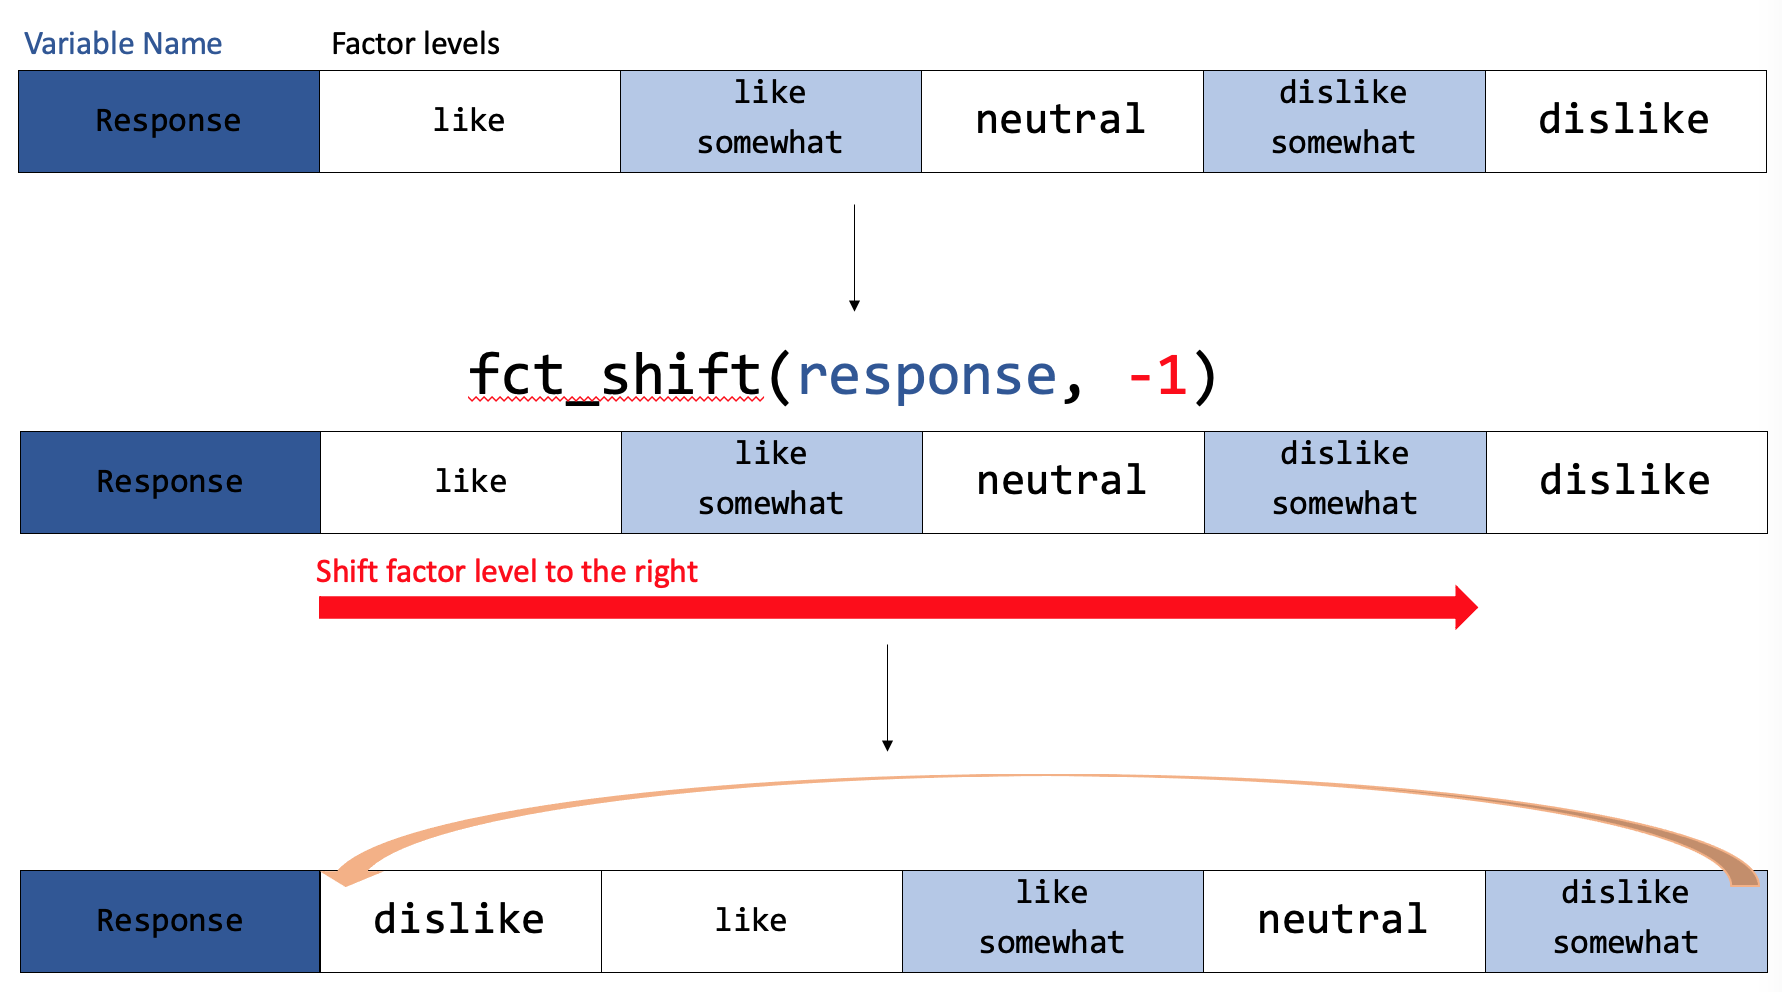 Variable Name Factor levels
Response like like somewhat neutral dislike somewhat dislike
fct_shift(response, -1)
Response like like somewhat neutral dislike somewhat dislike
Shift factor level to the right
Response dislike like like somewhat neutral dislike somewhat